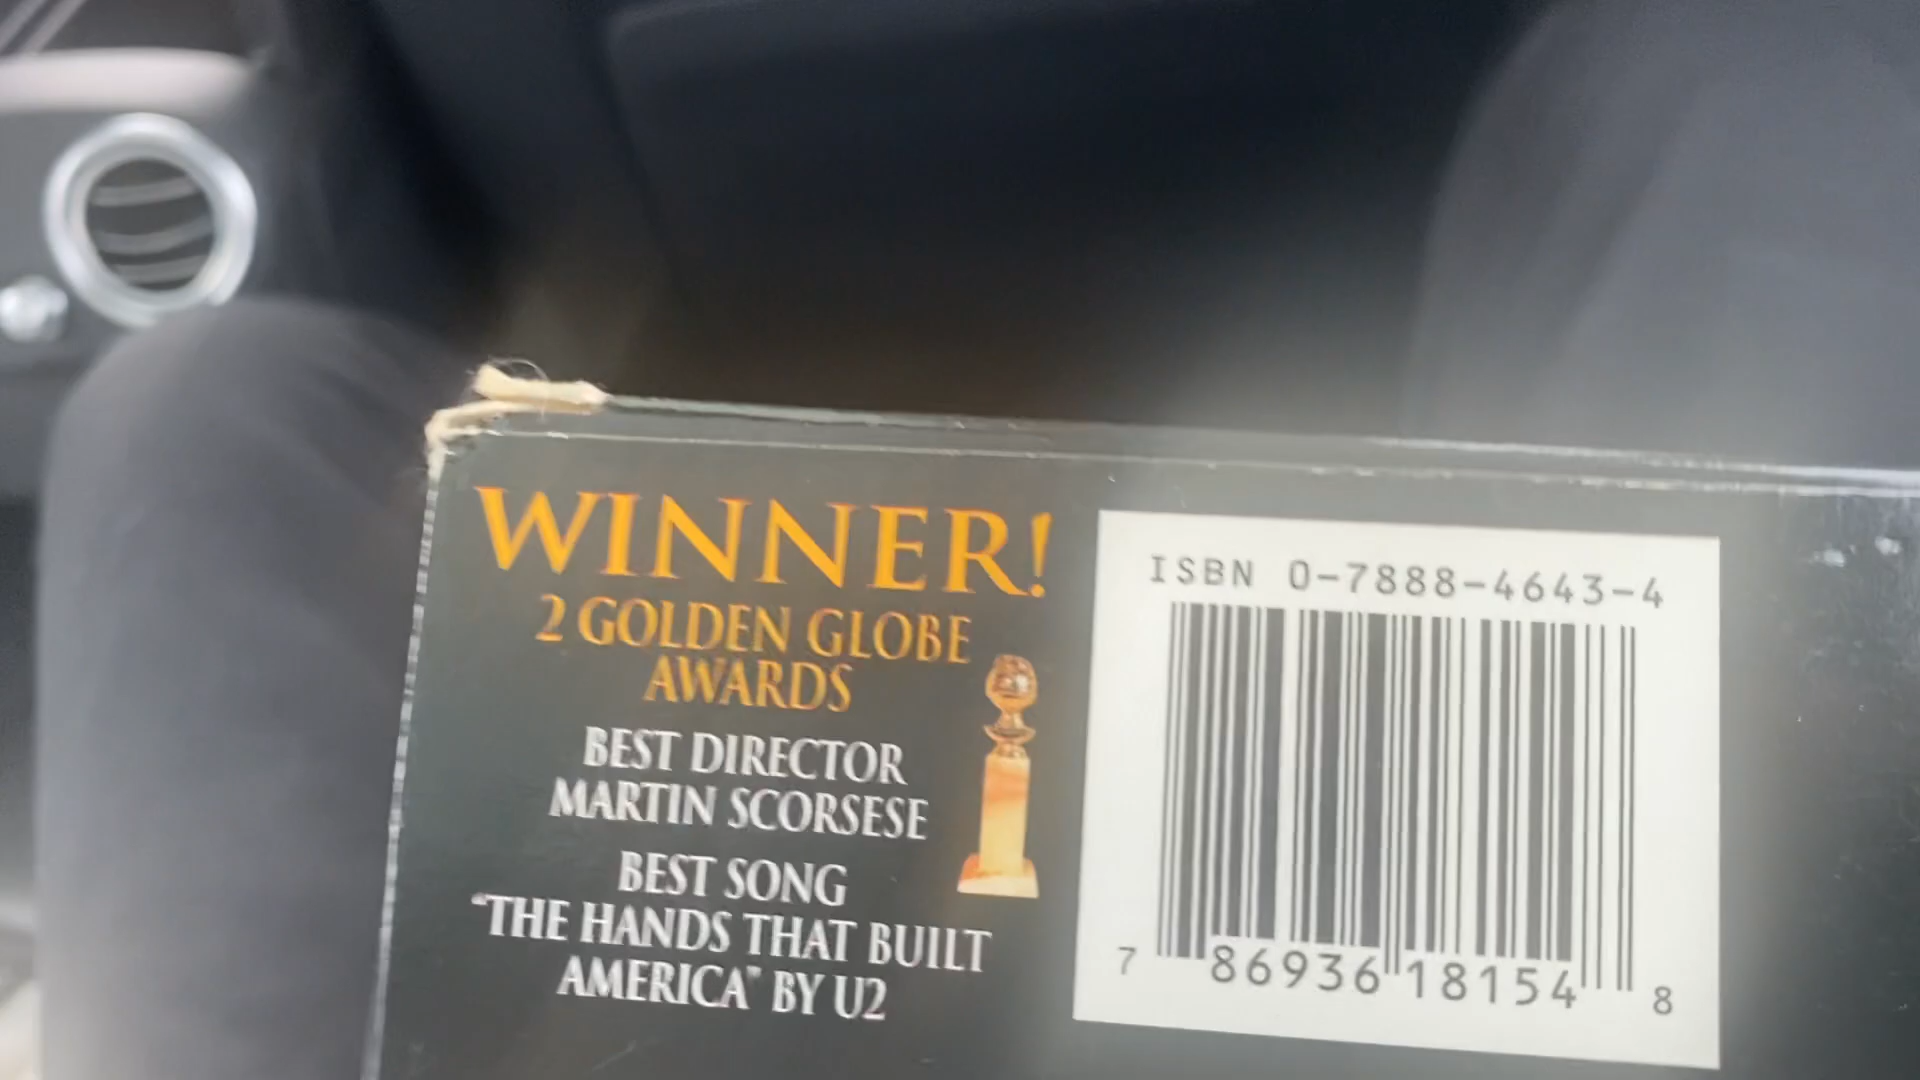 WINNER!
2 GOLDEN GLOBE
AWARDS
BEST DIRECTOR
MARTIN SCORSESE
BEST SONG
“THE HANDS THAT BUILT
AMERICA” BY U2
ISBN 0-7888-4643-4
7 86936 18154 8